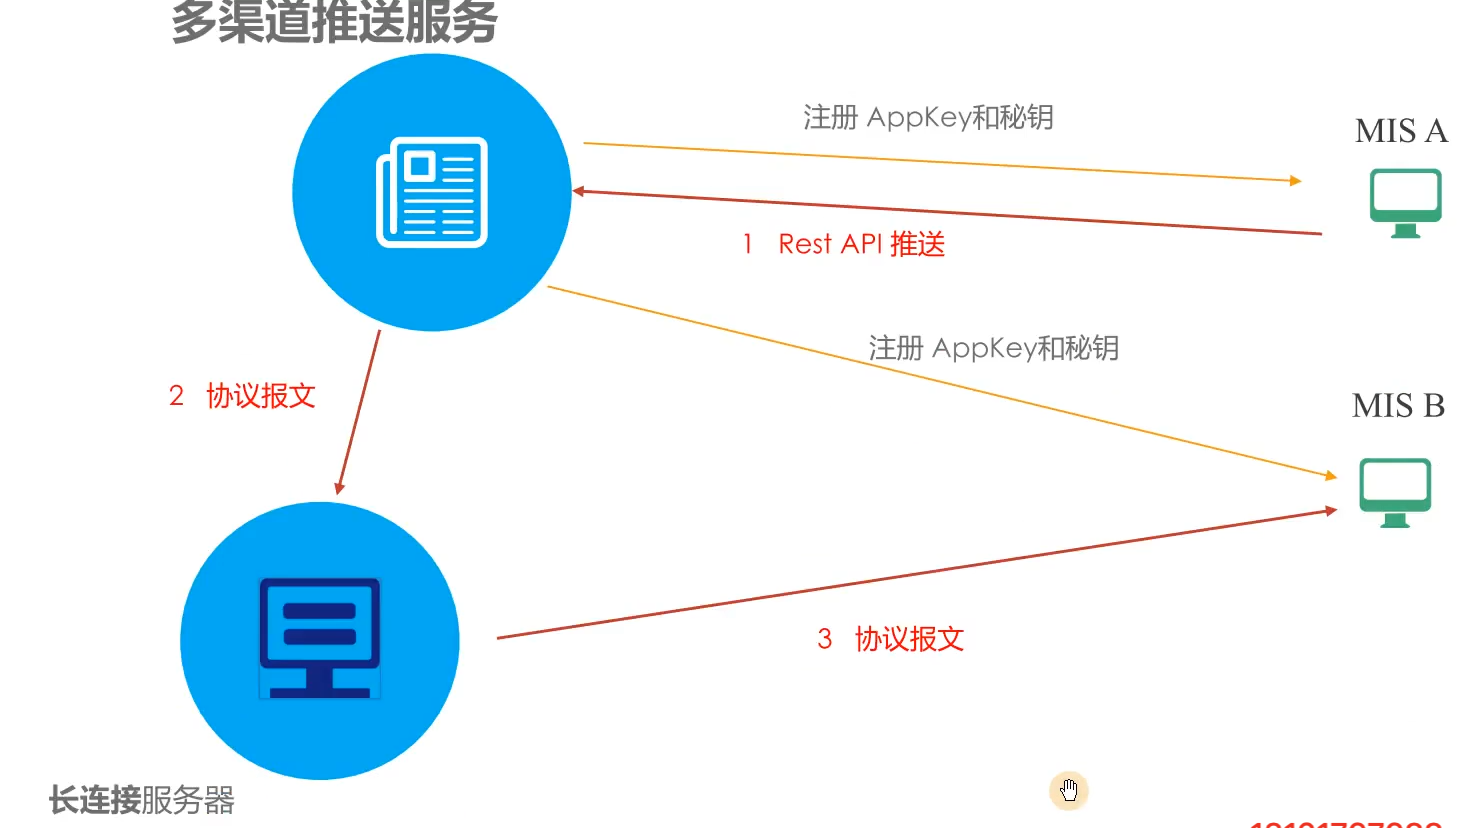 多渠道推送服务
注册 AppKey和秘钥
MIS A
1 Rest API 推送
注册 AppKey和秘钥
2 协议报文
MIS B
3 协议报文
长连接服务器